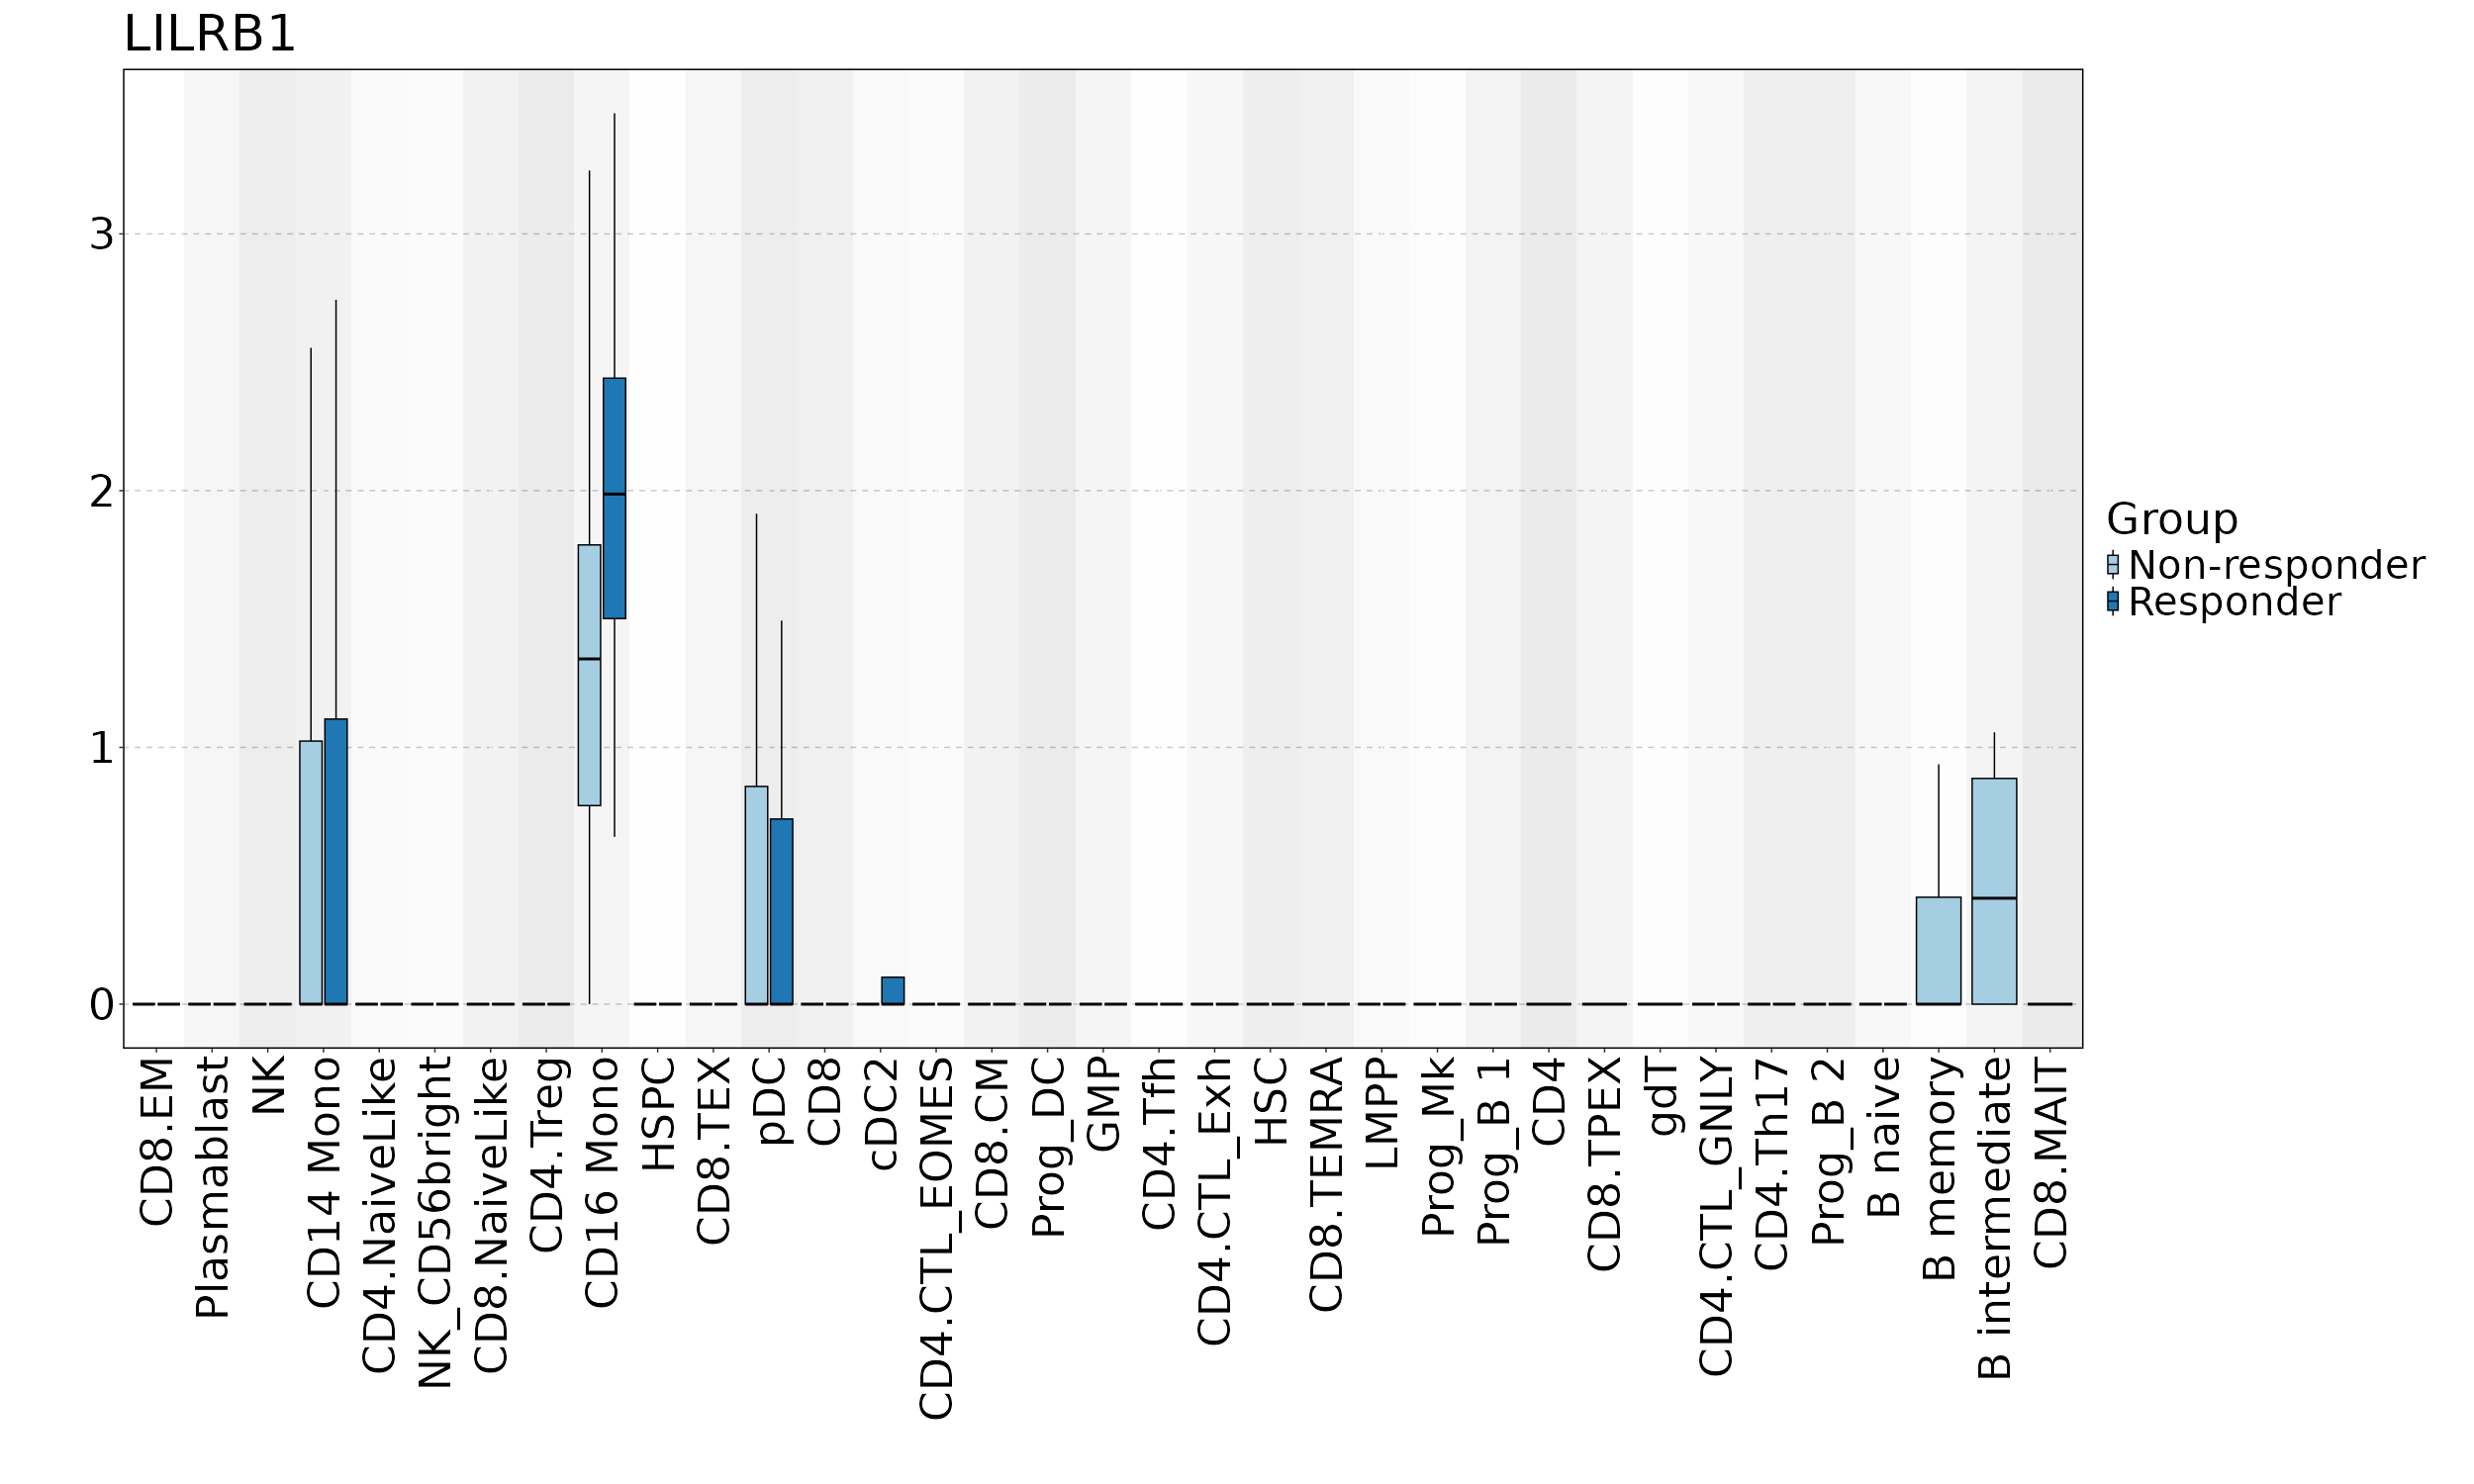 LILRB1
3
2
1
0
CD8.EM
Plasmablast
NK
CD14 Mono
CD4.NaiveLike
NK_CD56bright
CD8.NaiveLike
CD4.Treg
CD16 Mono
HSPC
CD8.TEX
pDC
CD8
cDC2
CD4.CTL_EOMES
CD8.CM
Prog_DC
GMP
CD4.Tfh
CD4.CTL_Exh
HSC
CD8.TEMRA
LMPP
Prog_Mk
Prog_B 1
CD4
CD8.TPEX
gdT
CD4.CTL_GNLY
CD4.Th17
Prog_B 2
B naive
B memory
B intermediate
CD8.MAIT
Group
Non-responder
Responder